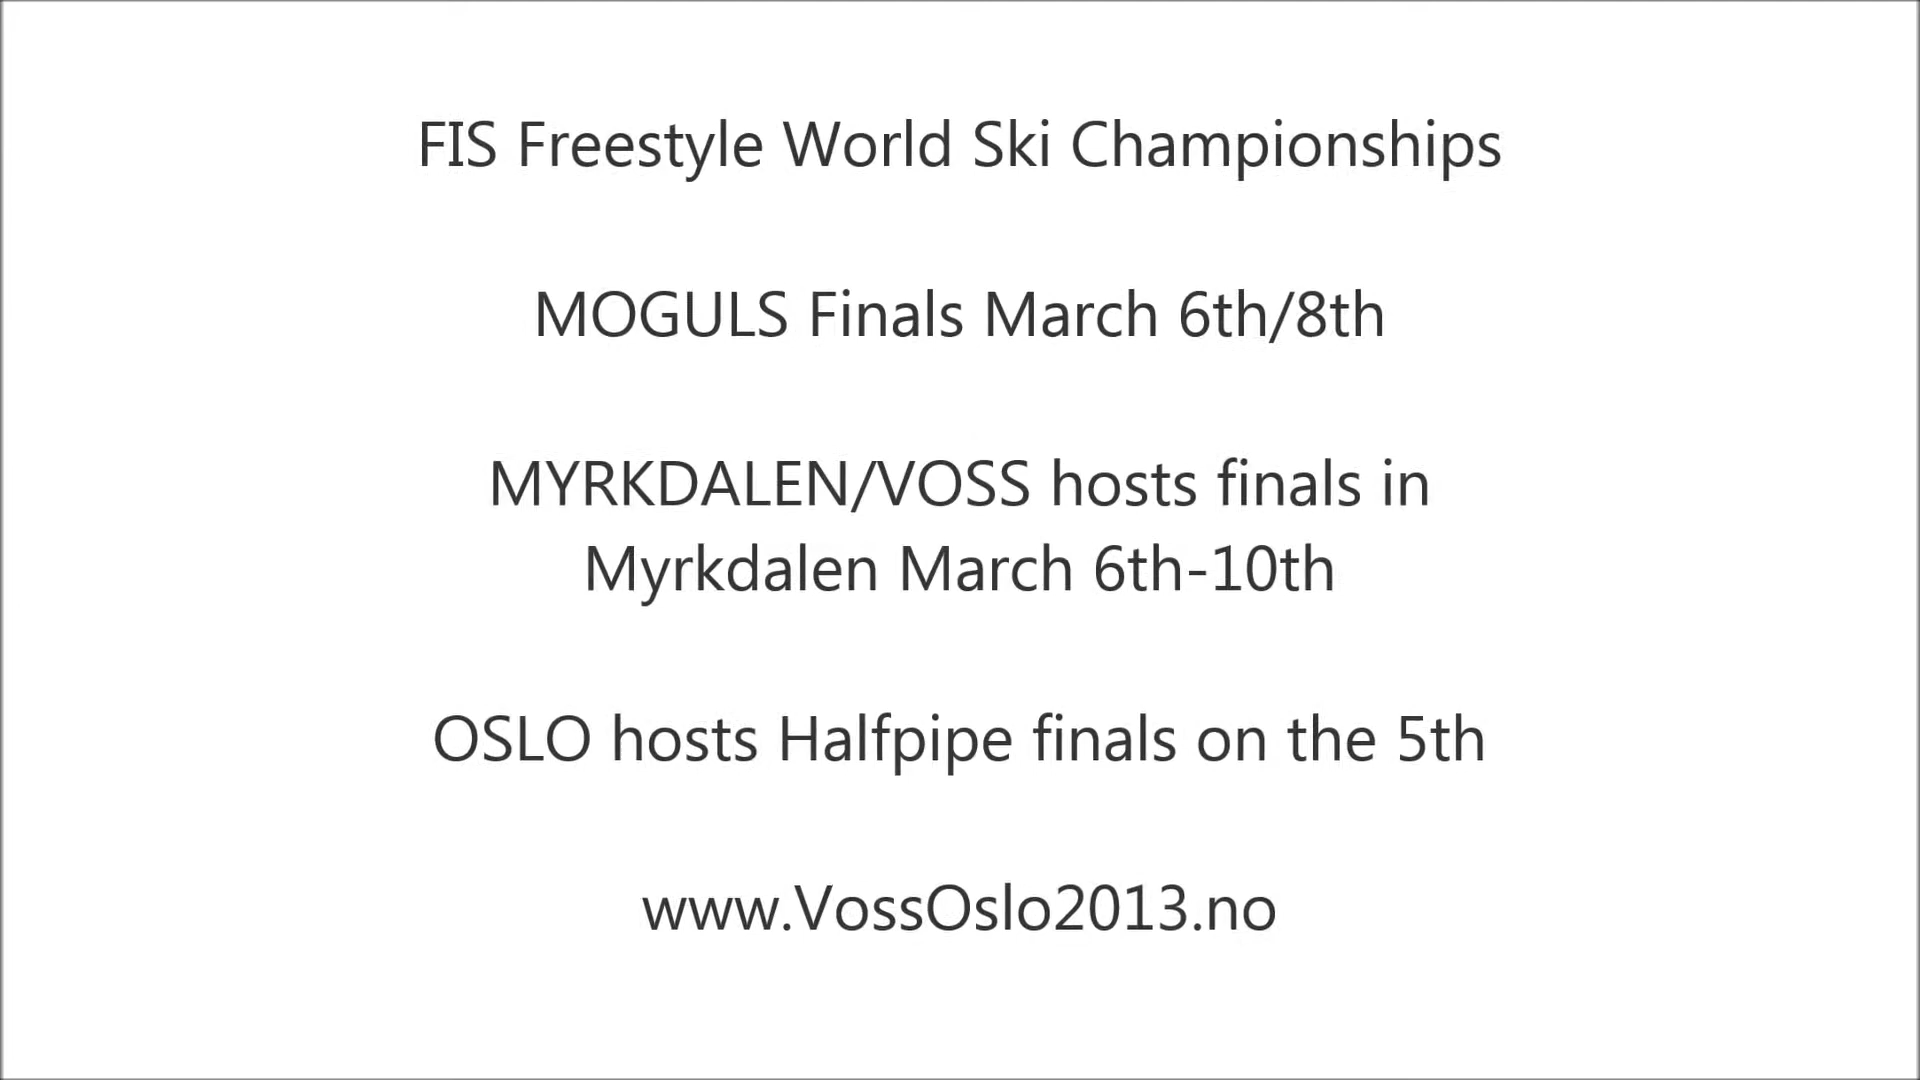 FIS Freestyle World Ski Championships
MOGULS Finals March 6th/8th
MYRKDALEN/VOSS hosts finals in
Myrkdalen March 6th-10th
OSLO hosts Halfpipe finals on the 5th
www.VossOslo2013.no